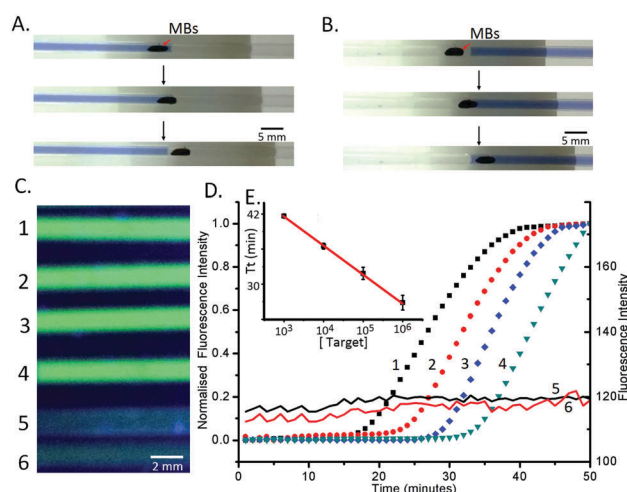 A.
MBs
5 mm
B.
MBs
5 mm
C.
1
2
3
4
5
6
2 mm
D.
Normalised Fluorescence Intensity
1.0
0.8
0.6
0.4
0.2
0.0
0
10
20
30
40
50
Time (minutes)
160
140
120
100
Fluorescence Intensity
1
2
3
4
5
6
E.
Tt (min)
42
30
10³
10⁴
10⁵
10⁶
[ Target]